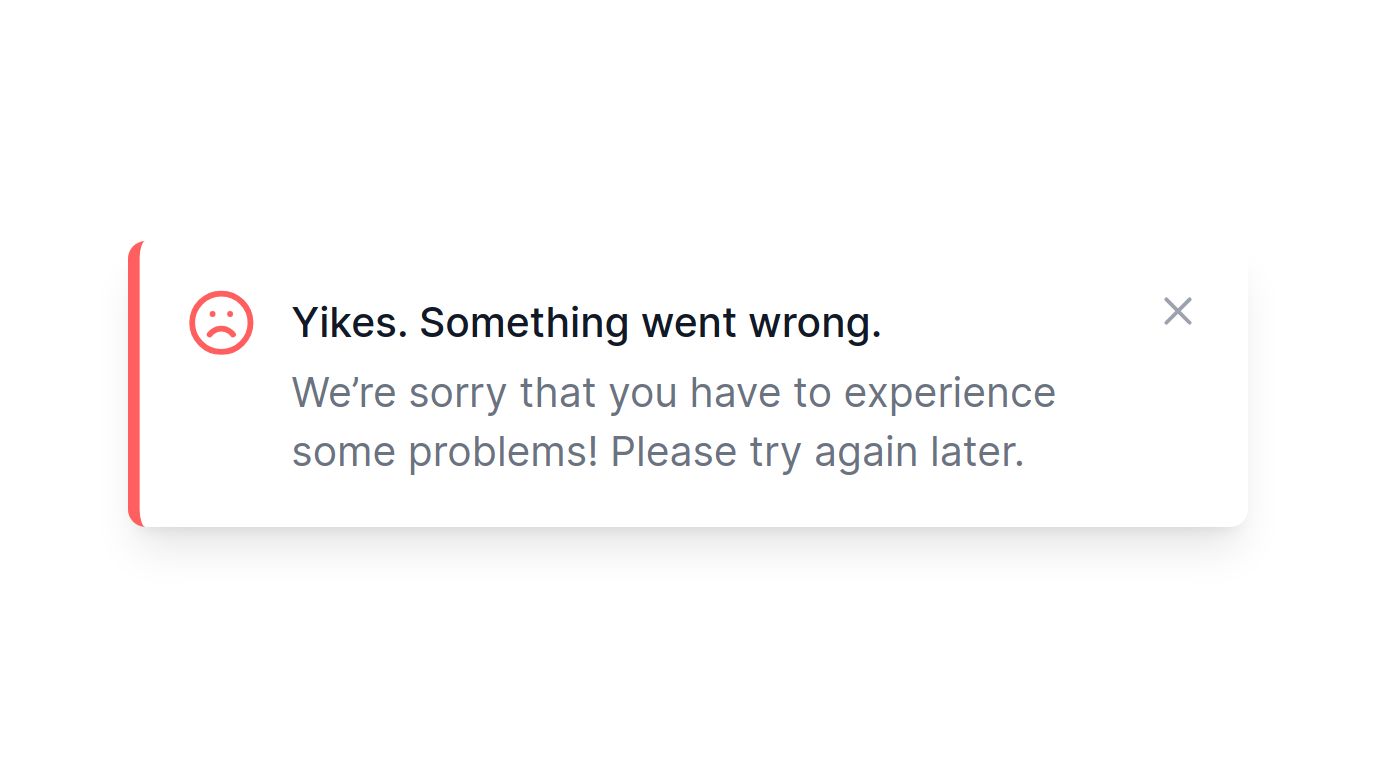 Yikes. Something went wrong.
We’re sorry that you have to experience
some problems! Please try again later.